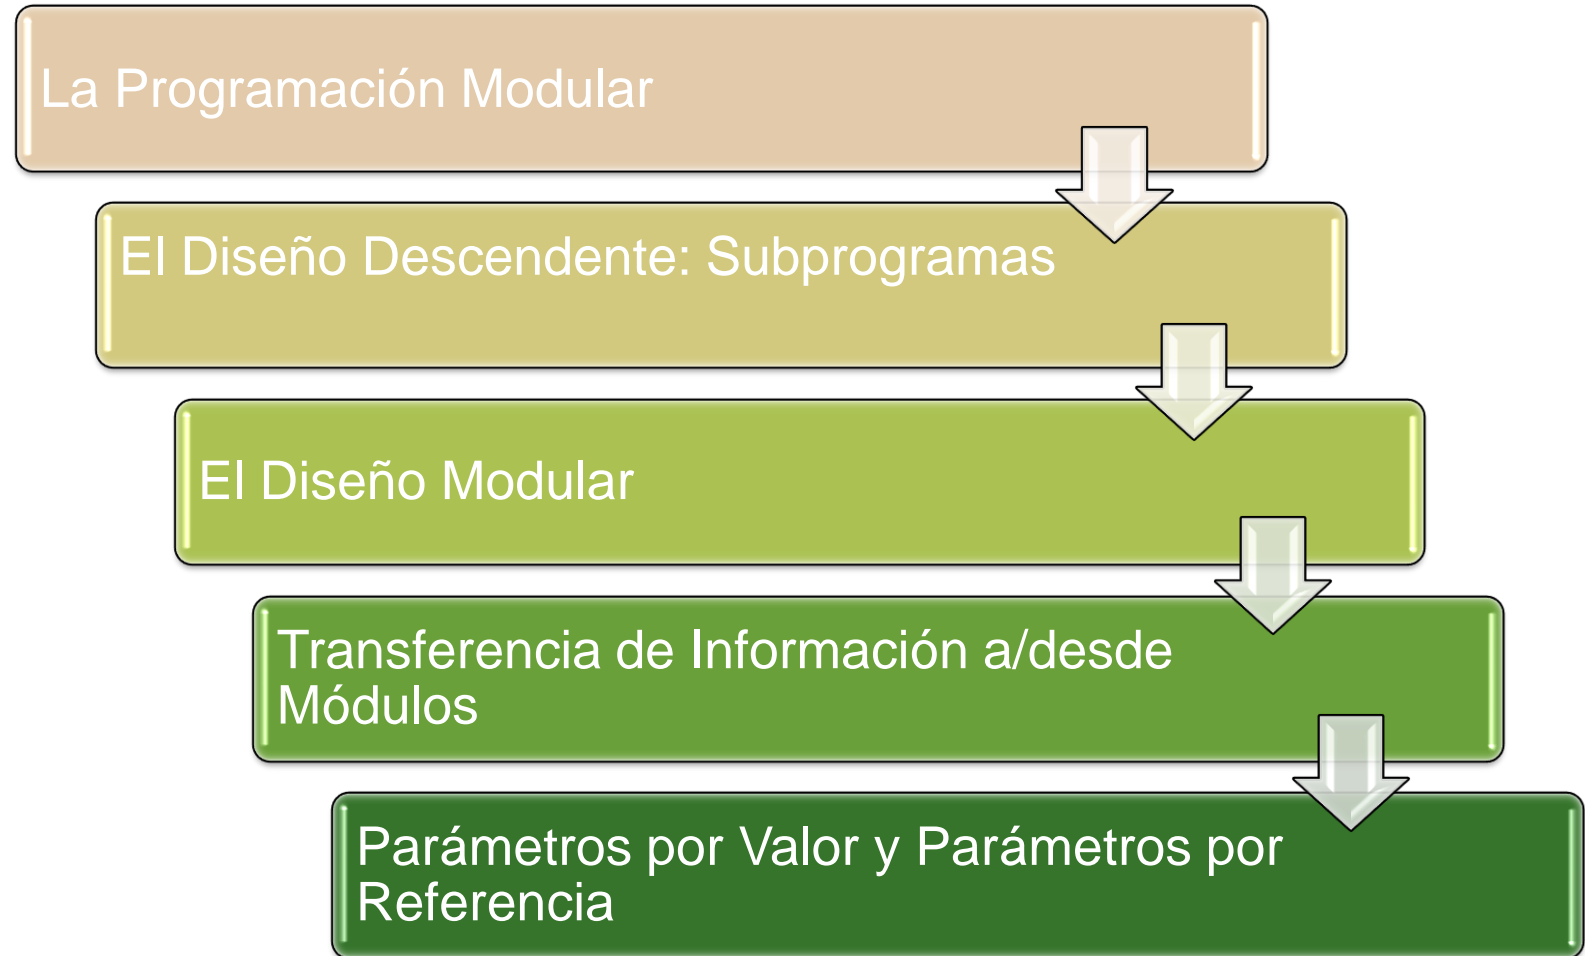 La Programación Modular
El Diseño Descendente: Subprogramas
El Diseño Modular
Transferencia de Información a/desde
Módulos
Parámetros por Valor y Parámetros por
Referencia